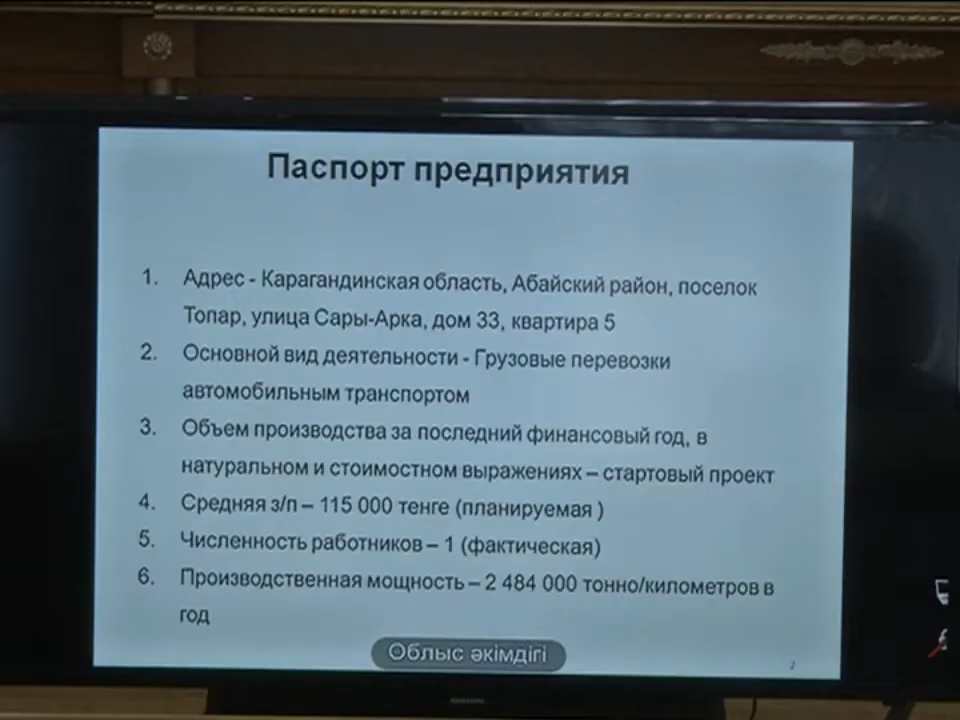 Паспорт предприятия
1. Адрес - Карагандинская область, Абайский район, поселок
Топар, улица Сары-Арка, дом 33, квартира 5
2. Основной вид деятельности - Грузовые перевозки
автомобильным транспортом
3. Объем производства за последний финансовый год, в
натуральном и стоимостном выражениях – стартовый проект
4. Средняя з/п – 115 000 тенге (планируемая )
5. Численность работников – 1 (фактическая)
6. Производственная мощность – 2 484 000 тонно/километров в
год
Облыс әкімдігі
2
SAMSUNG